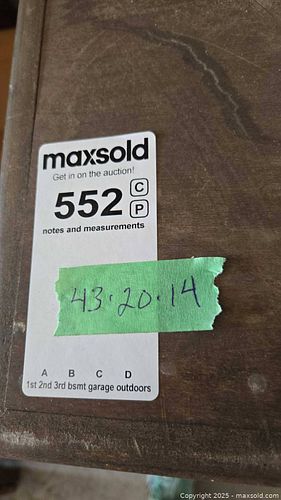 maxsold
Get in on the auction!
552 C
P
notes and measurements
43·20·14
A B C D
1st 2nd 3rd bsmt garage outdoors
Copyright 2025 - maxsold.com